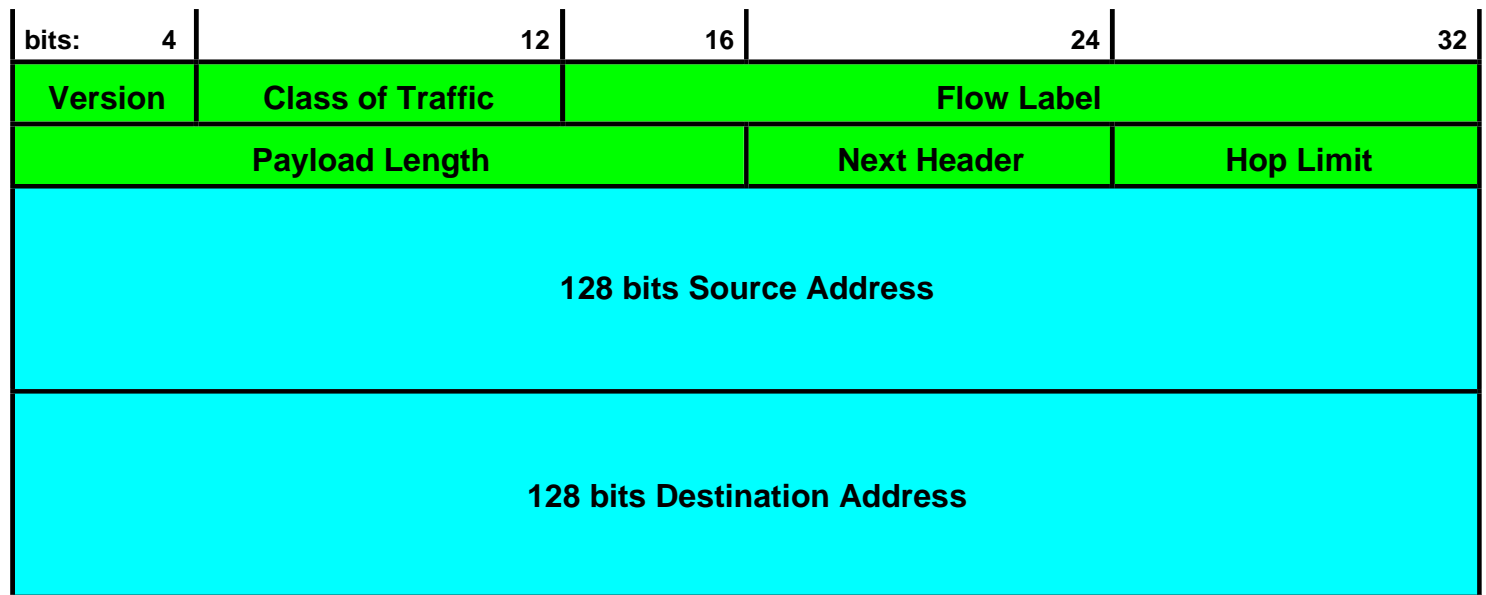 bits: 4 12 16 24 32
Version Class of Traffic Flow Label
Payload Length Next Header Hop Limit
128 bits Source Address
128 bits Destination Address